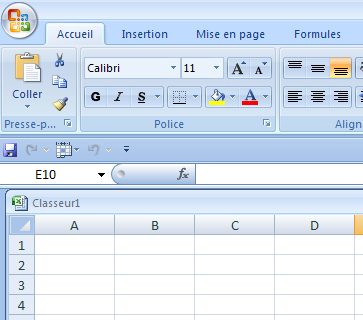 Accueil Insertion Mise en page Formules
Calibri 11 A A
Coller G I S A
Presse-p... Police Align
E10 fx
Classeur1
A B C D
1
2
3
4